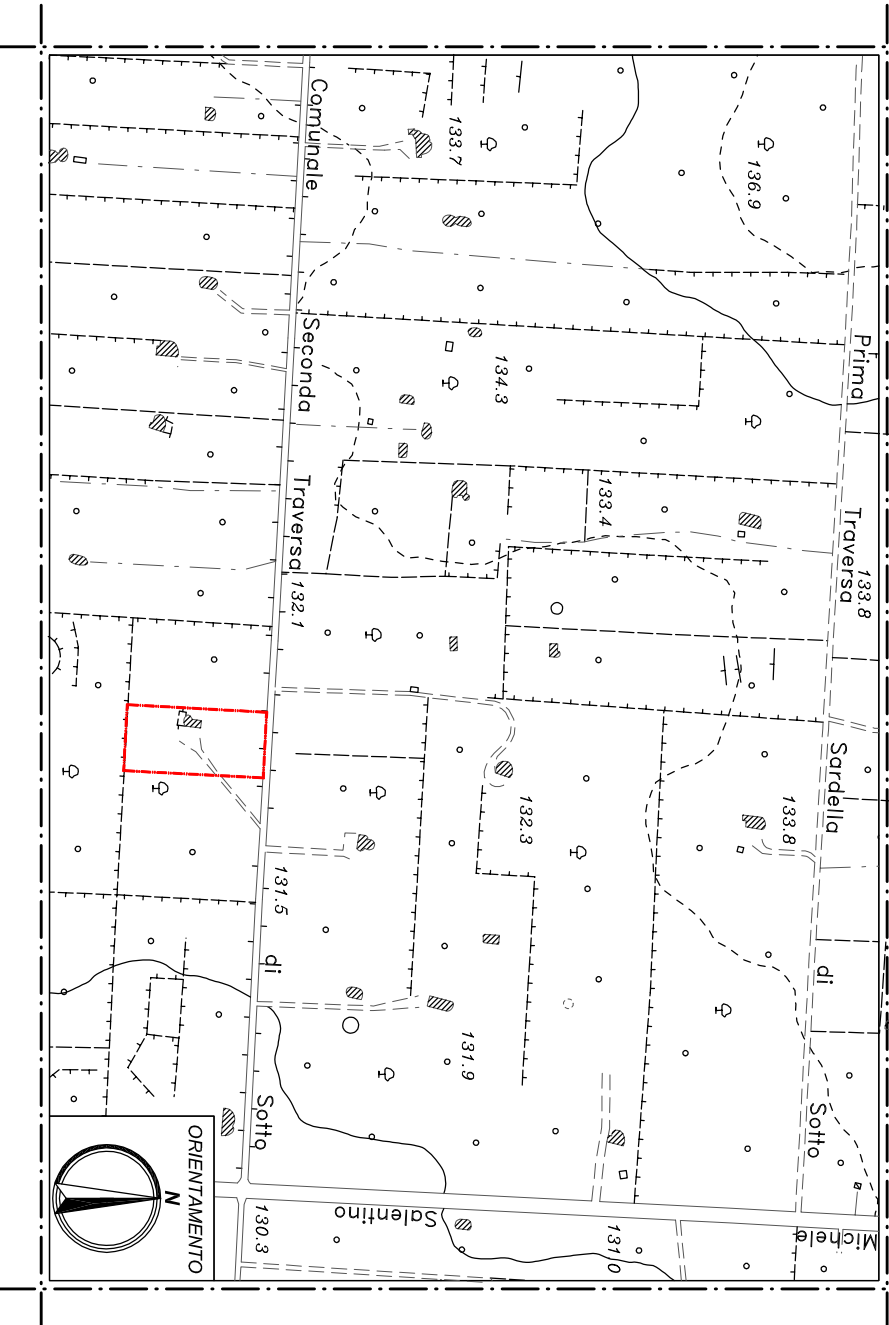 Prima
Traversa
Sardella
di
Sotto
Michele
Salentino
136.9
133.8
133.8
133.7
134.3
133.4
132.3
131.9
131.0
Comunale
Seconda
Traversa
di
Sotto
132.1
131.5
130.3
ORIENTAMENTO
N